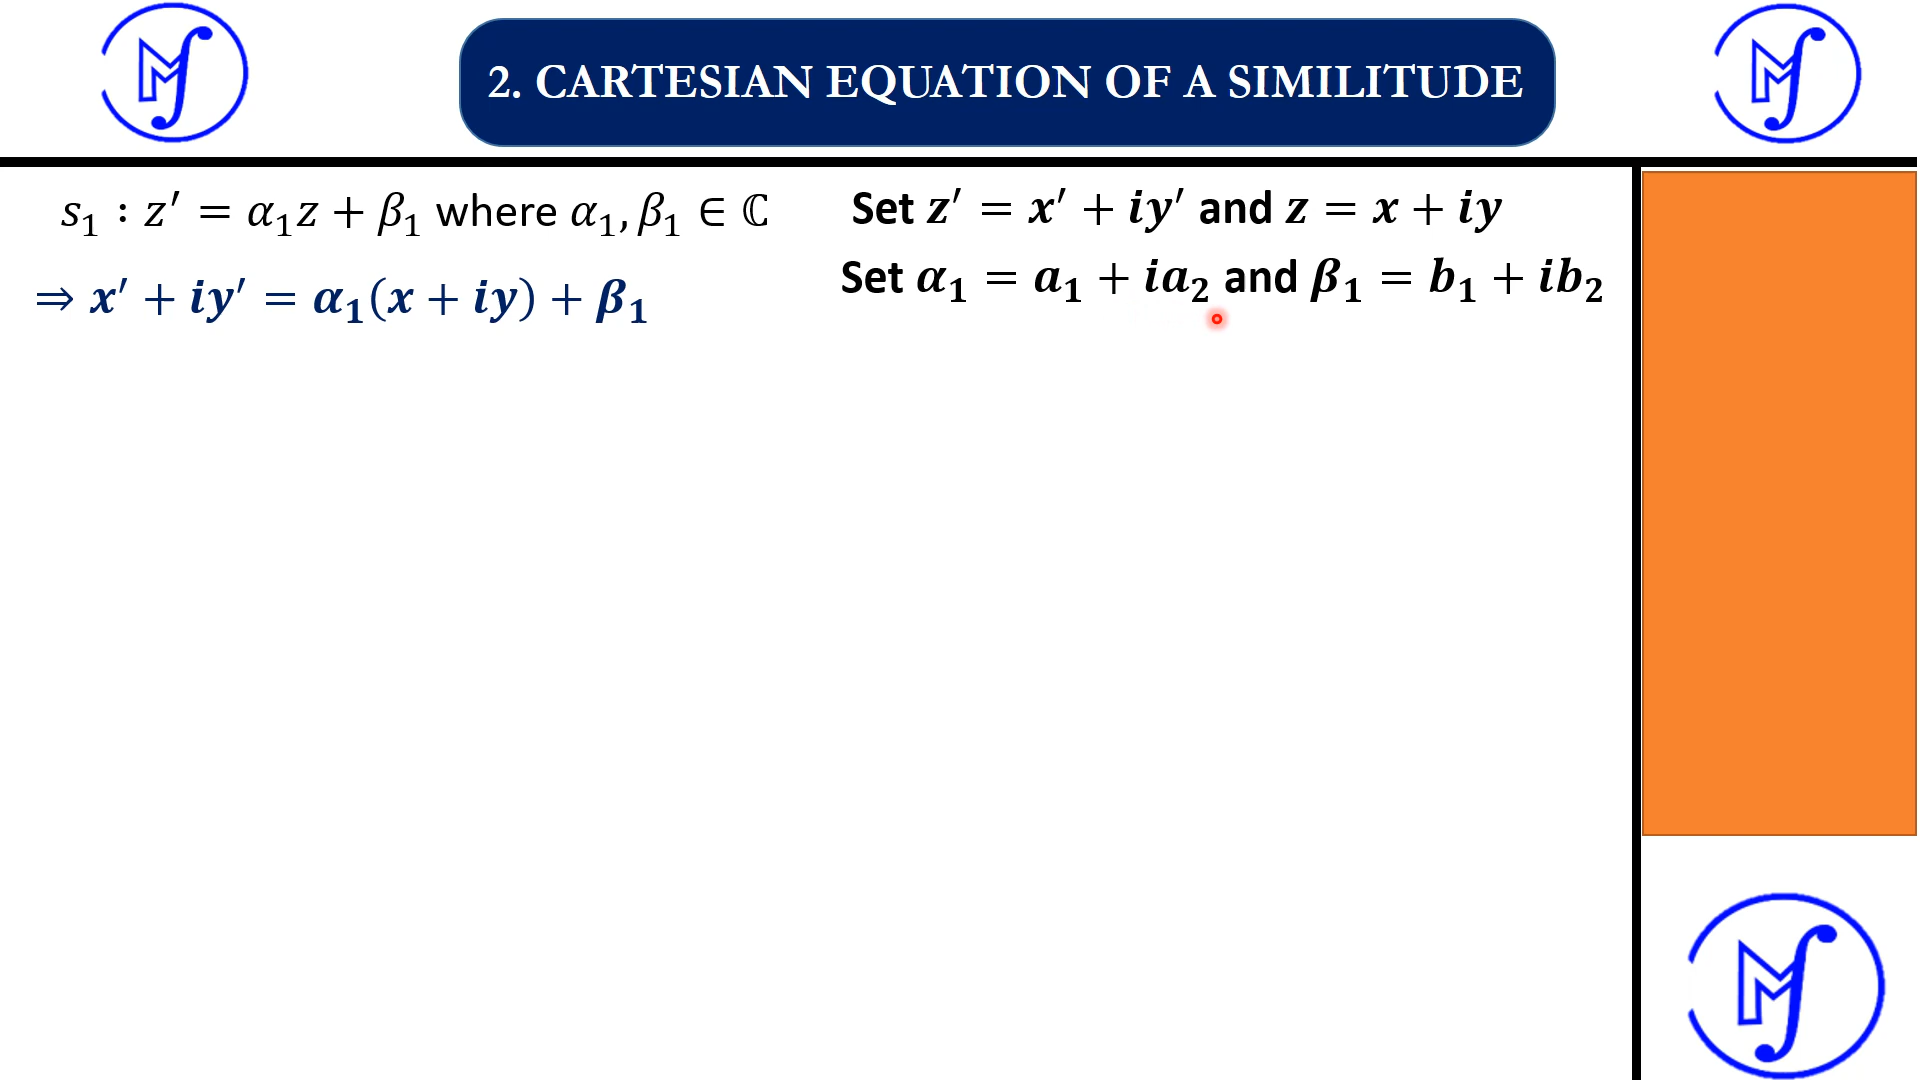 2. CARTESIAN EQUATION OF A SIMILITUDE
s₁ : z′ = α₁z + β₁ where α₁, β₁ ∈ ℂ
Set z′ = x′ + iy′ and z = x + iy
Set α₁ = a₁ + ia₂ and β₁ = b₁ + ib₂
⇒ x′ + iy′ = α₁(x + iy) + β₁